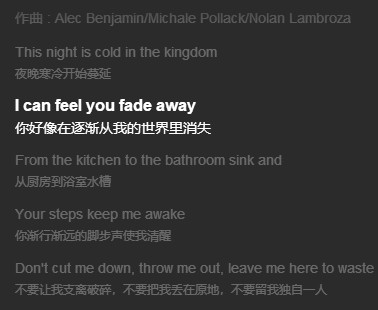 作曲 : Alec Benjamin/Michale Pollack/Nolan Lambroza
This night is cold in the kingdom
夜晚寒冷开始蔓延
I can feel you fade away
你好像在逐渐从我的世界里消失
From the kitchen to the bathroom sink and
从厨房到浴室水槽
Your steps keep me awake
你渐行渐远的脚步声使我清醒
Don't cut me down, throw me out, leave me here to waste
不要让我支离破碎，不要把我丢在原地，不要留我独自一人